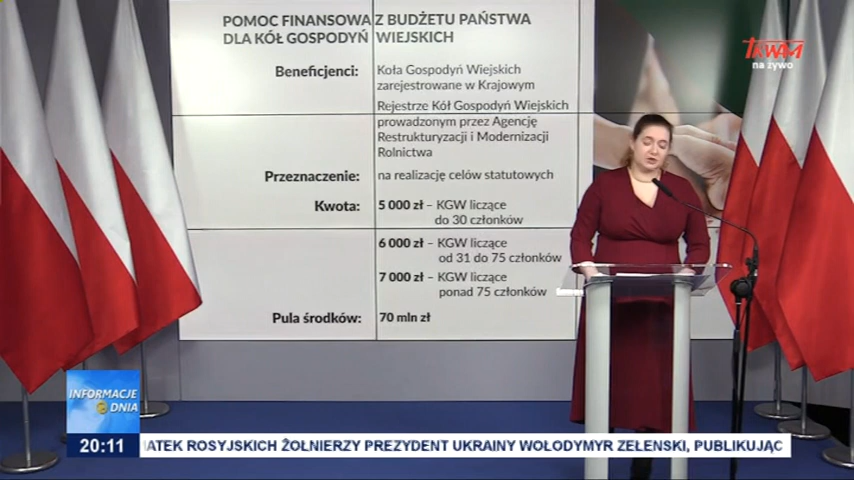 POMOC FINANSOWA Z BUDŻETU PAŃSTWA
DLA KÓŁ GOSPODYŃ WIEJSKICH
Beneficjenci: Koła Gospodyń Wiejskich
zarejestrowane w Krajowym
Rejestrze Kół Gospodyń Wiejskich
prowadzonym przez Agencję
Restrukturyzacji i Modernizacji
Rolnictwa
Przeznaczenie: na realizację celów statutowych
Kwota: 5 000 zł – KGW liczące
do 30 członków
6 000 zł – KGW liczące
od 31 do 75 członków
7 000 zł – KGW liczące
ponad 75 członków
Pula środków: 70 mln zł
TRWAM
na żywo
INFORMACJE
DNIA
20:11
IATEK ROSYJSKICH ŻOŁNIERZY PREZYDENT UKRAINY WOŁODYMYR ZEŁENSKI, PUBLIKUJĄC